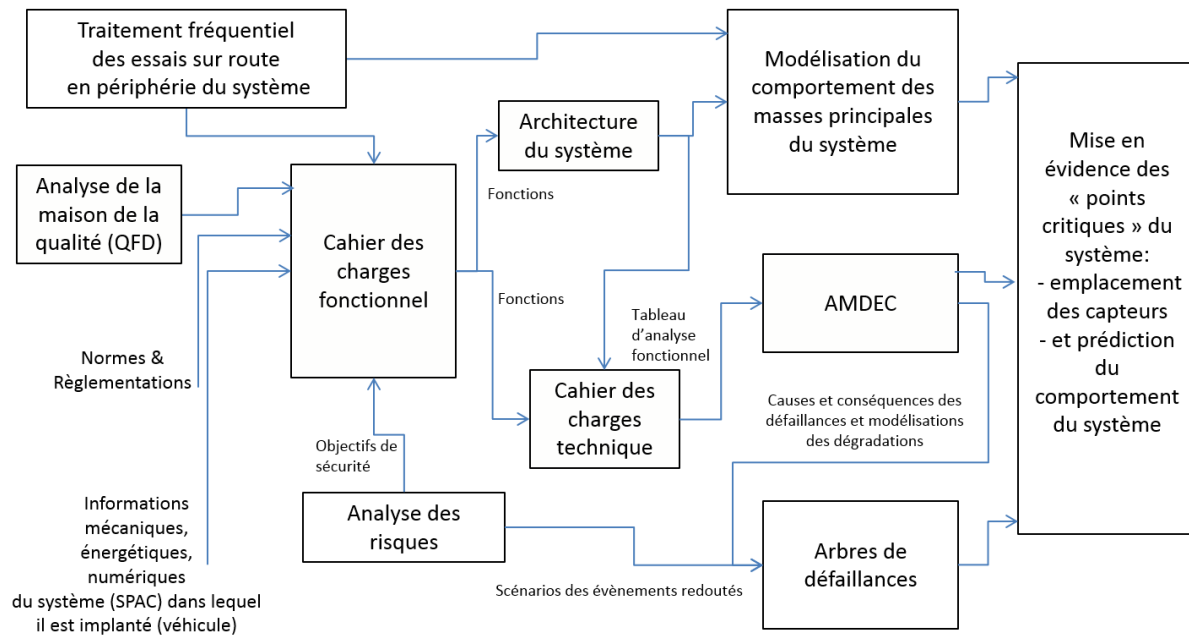 Traitement fréquentiel
des essais sur route
en périphérie du système
Modélisation du
comportement des
masses principales
du système
Architecture
du système
Mise en
évidence des
« points
critiques » du
système:
- emplacement
des capteurs
- et prédiction
du
comportement
du système
Analyse de la
maison de la
qualité (QFD)
Cahier des
charges
fonctionnel
Fonctions
Fonctions
AMDEC
Tableau
d’analyse
fonctionnel
Normes &
Règlementations
Cahier des
charges
technique
Causes et conséquences des
défaillances et modélisations
des dégradations
Objectifs de
sécurité
Informations
mécaniques,
énergétiques,
numériques
du système (SPAC) dans lequel
il est implanté (véhicule)
Analyse des
risques
Scénarios des évènements redoutés
Arbres de
défaillances